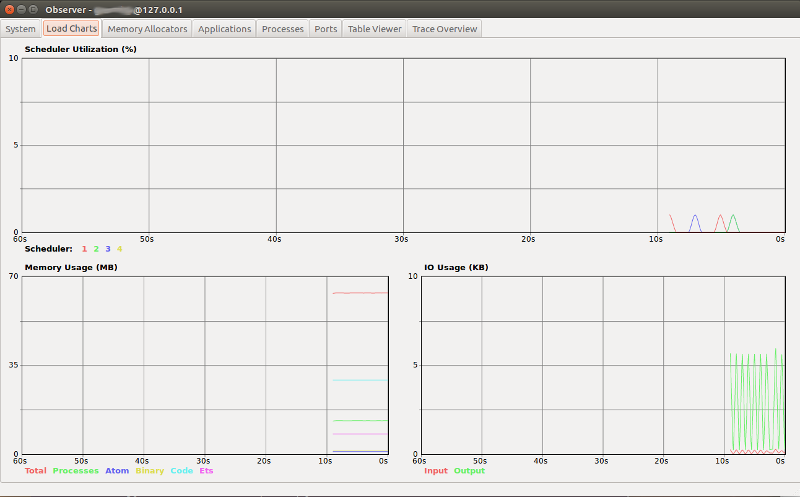 Observer - @127.0.0.1
System Load Charts Memory Allocators Applications Processes Ports Table Viewer Trace Overview
Scheduler Utilization (%)
10
5
0
60s 50s 40s 30s 20s 10s 0s
Scheduler: 1 2 3 4
Memory Usage (MB)
70
35
0
60s 50s 40s 30s 20s 10s 0s
Total Processes Atom Binary Code Ets
IO Usage (KB)
10
5
0
60s 50s 40s 30s 20s 10s 0s
Input Output